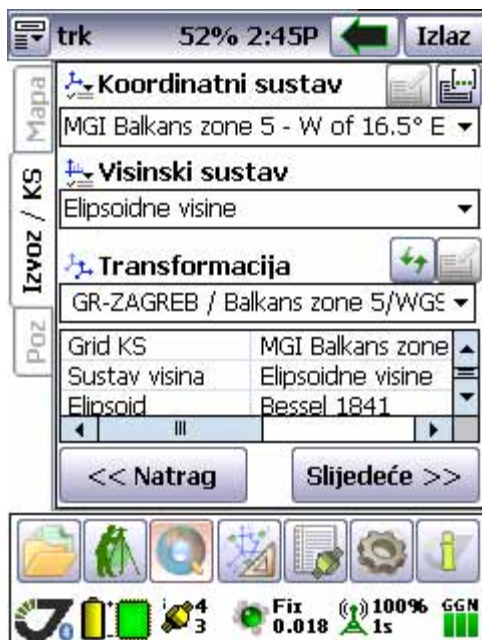 trk 52% 2:45P Izlaz
Mapa
Izvoz / KS
Poz
Koordinatni sustav
MGI Balkans zone 5 - W of 16.5° E
Visinski sustav
Elipsoidne visine
Transformacija
GR-ZAGREB / Balkans zone 5/WGS
Grid KS MGI Balkans zone
Sustav visina Elipsoidne visine
Elipsoid Bessel 1841
<< Natrag Slijedeće >>
0 4 Fix 100% GGN
3 0.018 1s